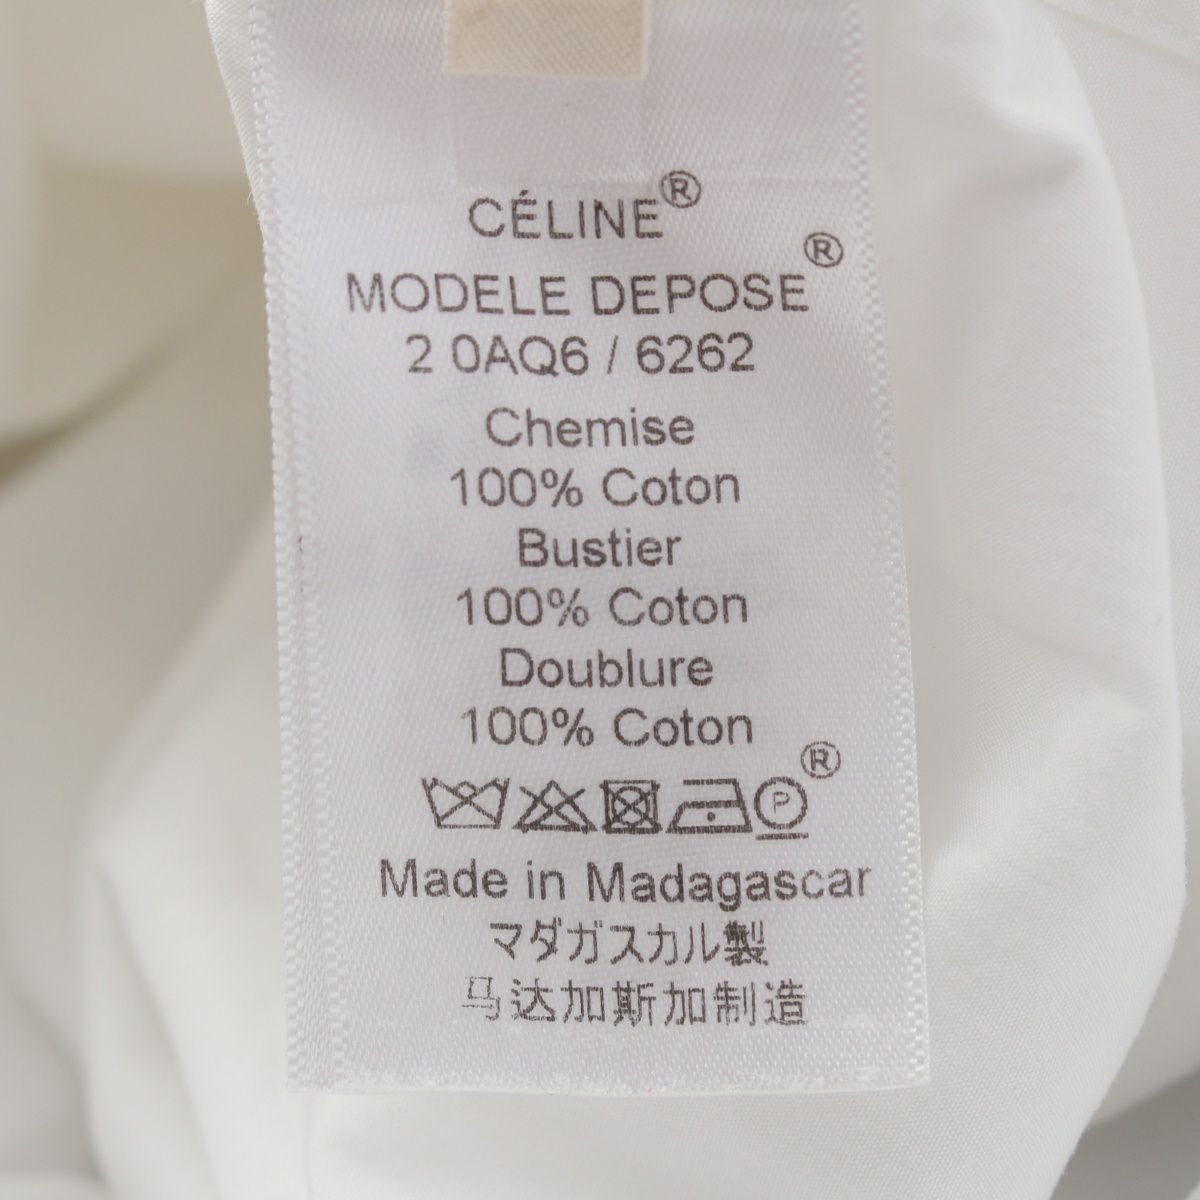 CÉLINE®
MODELE DEPOSE®
2 0AQ6 / 6262
Chemise
100% Coton
Bustier
100% Coton
Doublure
100% Coton
P ®
Made in Madagascar
マダガスカル製
马达加斯加制造